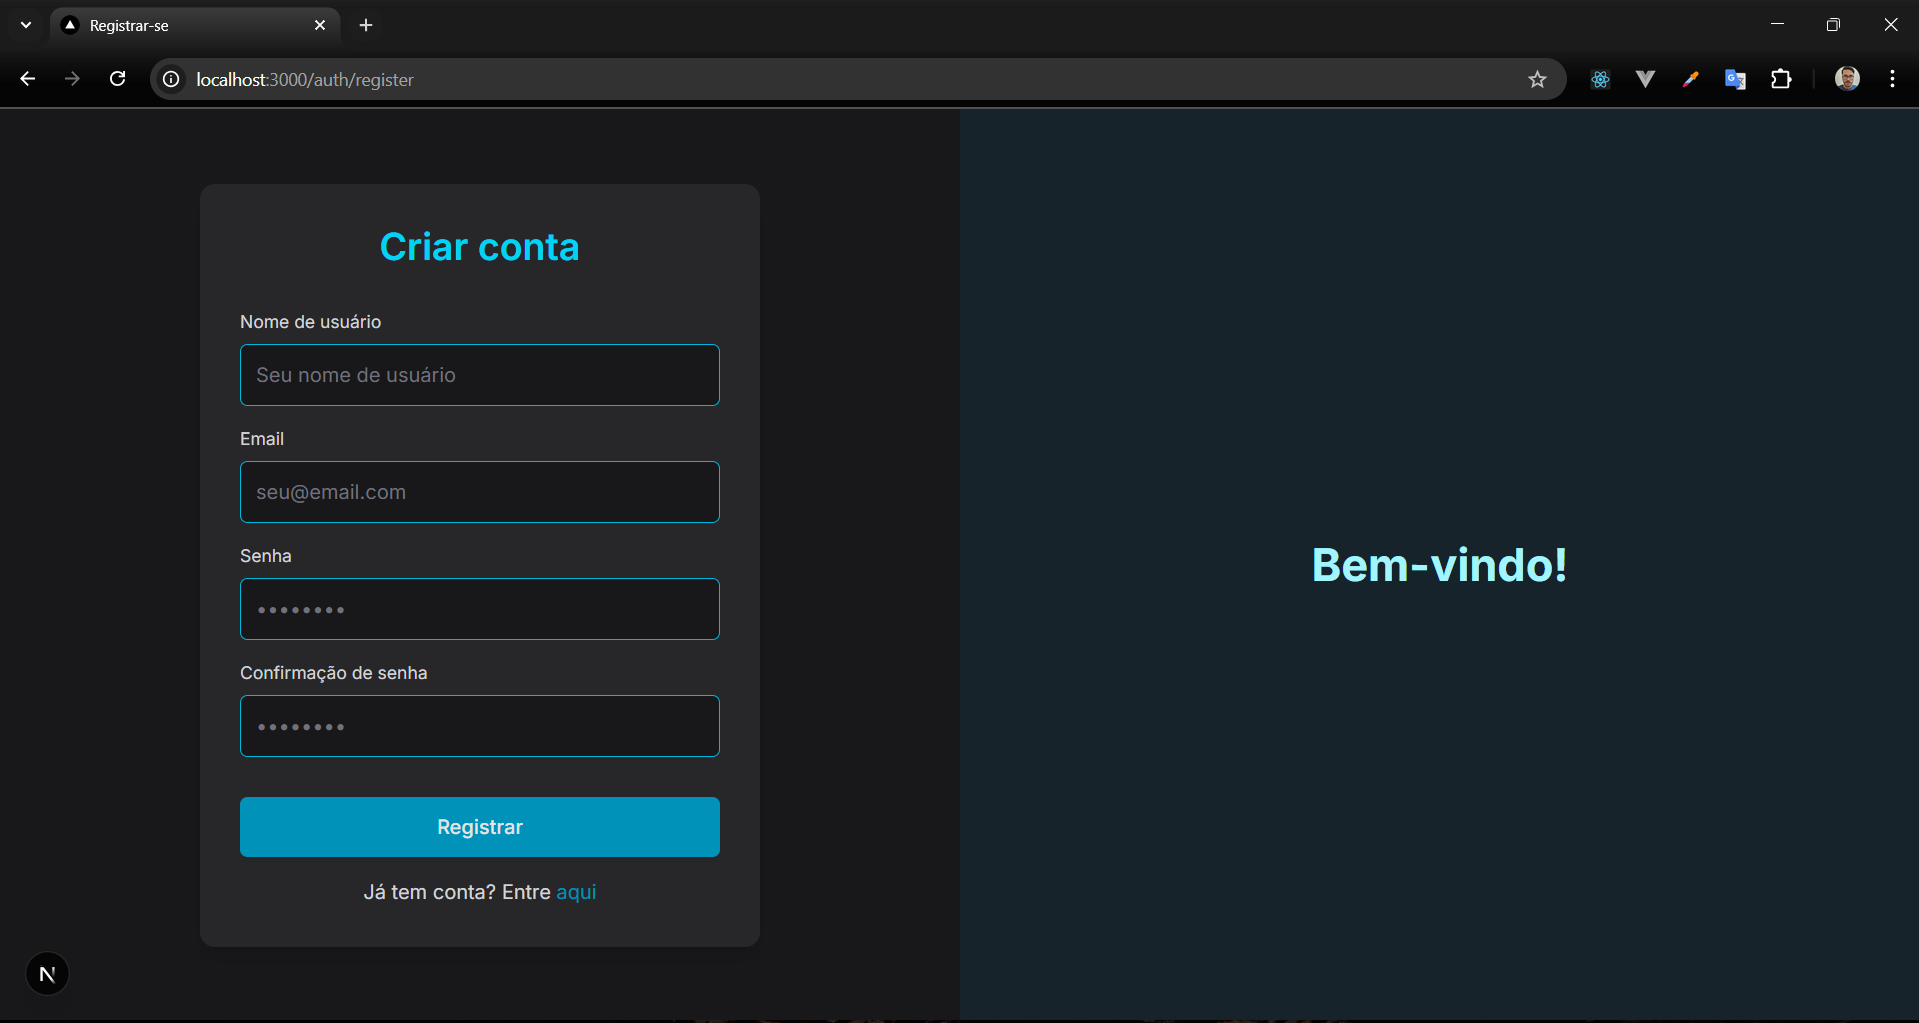 Registrar-se
localhost:3000/auth/register
Criar conta
Nome de usuário
Seu nome de usuário
Email
seu@email.com
Senha
••••••••
Confirmação de senha
••••••••
Registrar
Já tem conta? Entre aqui
Bem-vindo!
N